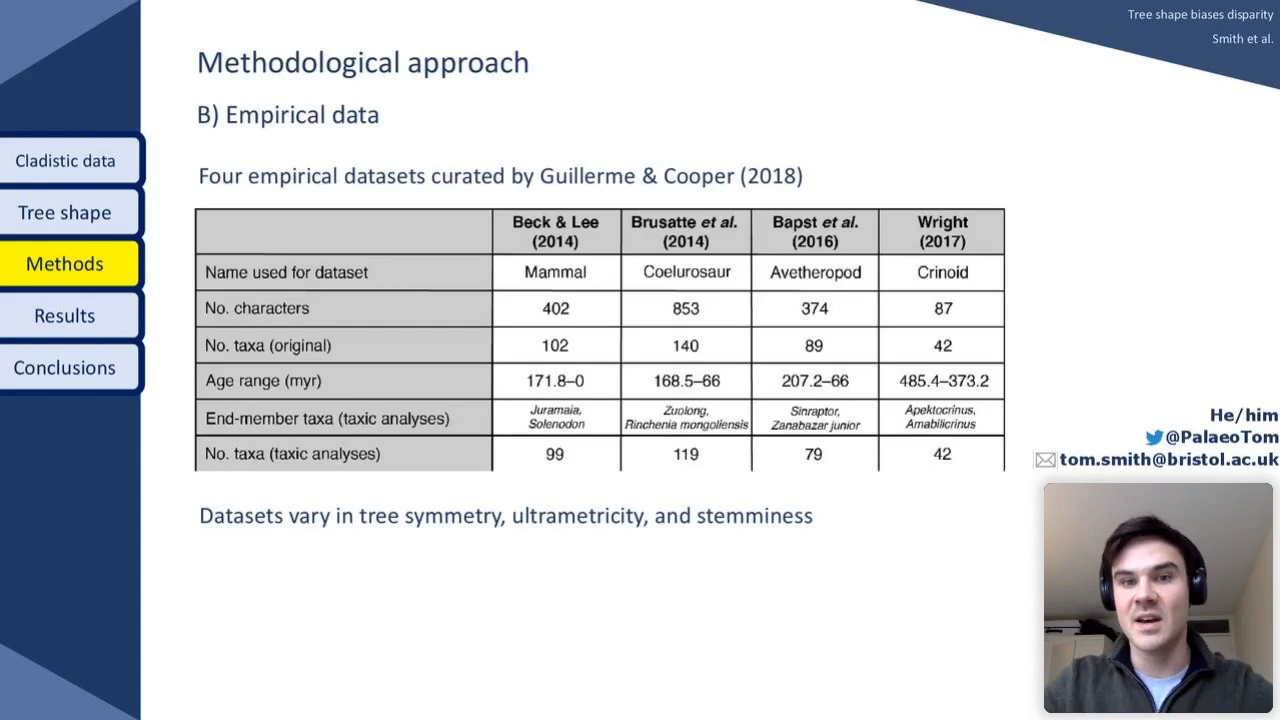 Tree shape biases disparity
Smith et al.
Methodological approach
B) Empirical data
Cladistic data
Tree shape
Methods
Results
Conclusions
Four empirical datasets curated by Guillerme & Cooper (2018)
Beck & Lee (2014) Brusatte et al. (2014) Bapst et al. (2016) Wright (2017)
Name used for dataset Mammal Coelurosaur Avetheropod Crinoid
No. characters 402 853 374 87
No. taxa (original) 102 140 89 42
Age range (myr) 171.8–0 168.5–66 207.2–66 485.4–373.2
End-member taxa (taxic analyses) Juramaia, Solenodon Zuolong, Rinchenia mongoliensis Sinraptor, Zanabazar junior Apektocrinus, Amabilicrinus
No. taxa (taxic analyses) 99 119 79 42
Datasets vary in tree symmetry, ultrametricity, and stemminess
He/him
@PalaeoTom
tom.smith@bristol.ac.uk